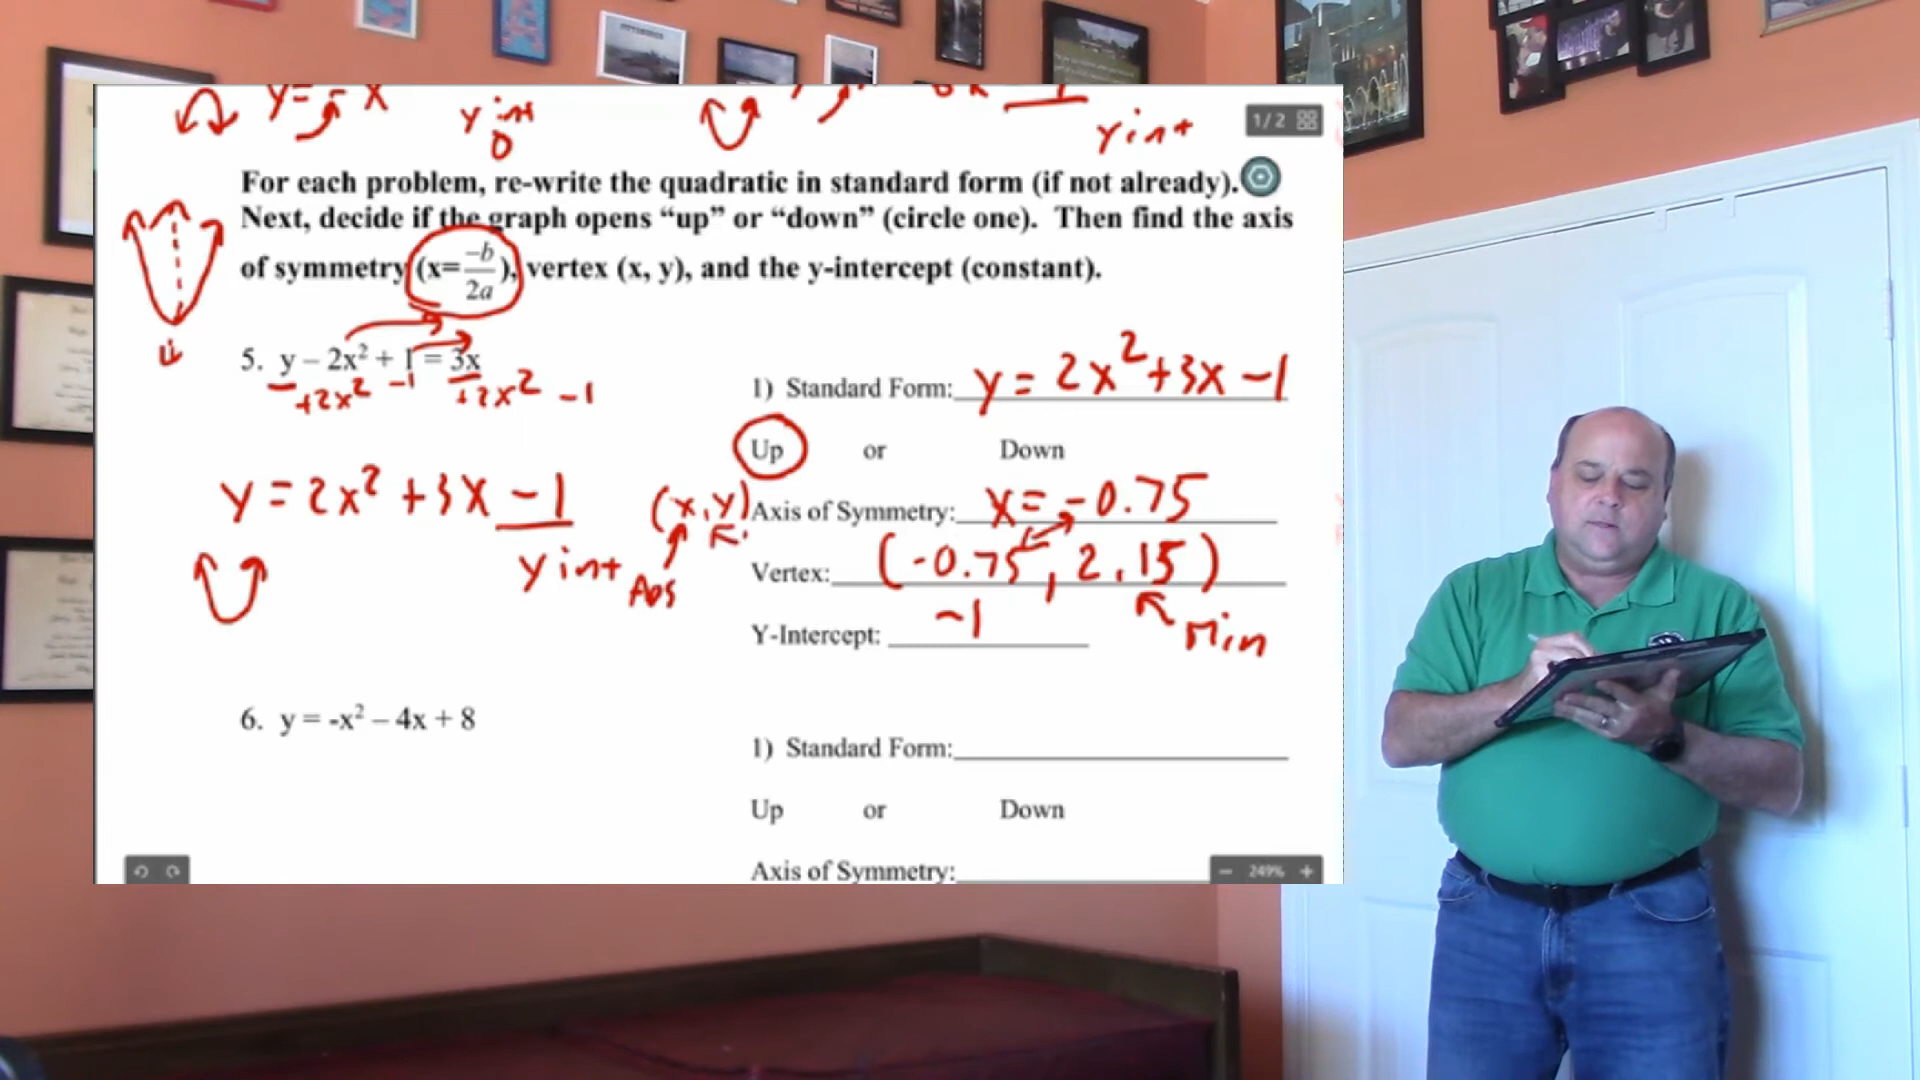 y = - x
y int
0
y int
1/2
For each problem, re-write the quadratic in standard form (if not already).
Next, decide if the graph opens “up” or “down” (circle one). Then find the axis
of symmetry (x= -b/2a), vertex (x, y), and the y-intercept (constant).
5. y – 2x² + 1 = 3x
+2x² -1 +2x² -1
1) Standard Form: y = 2x² +3x -1
Up or Down
y = 2x² +3x -1
y int
(x, y)
AOS
Axis of Symmetry: x = -0.75
Vertex: (-0.75, 2.15)
Min
Y-Intercept: -1
6. y = -x² – 4x + 8
1) Standard Form:
Up or Down
Axis of Symmetry:
249%